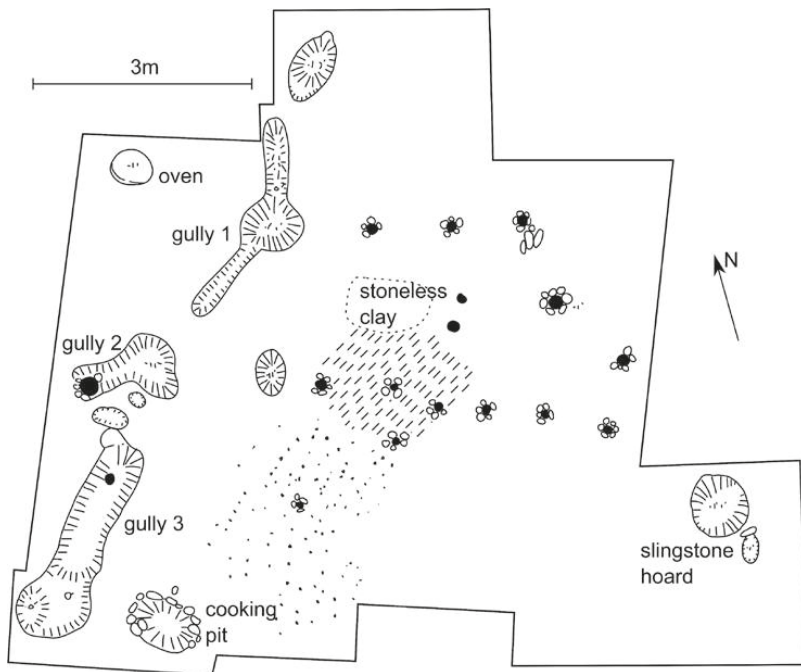 3m
oven
gully 1
N
stoneless
clay
gully 2
gully 3
slingstone
hoard
cooking
pit